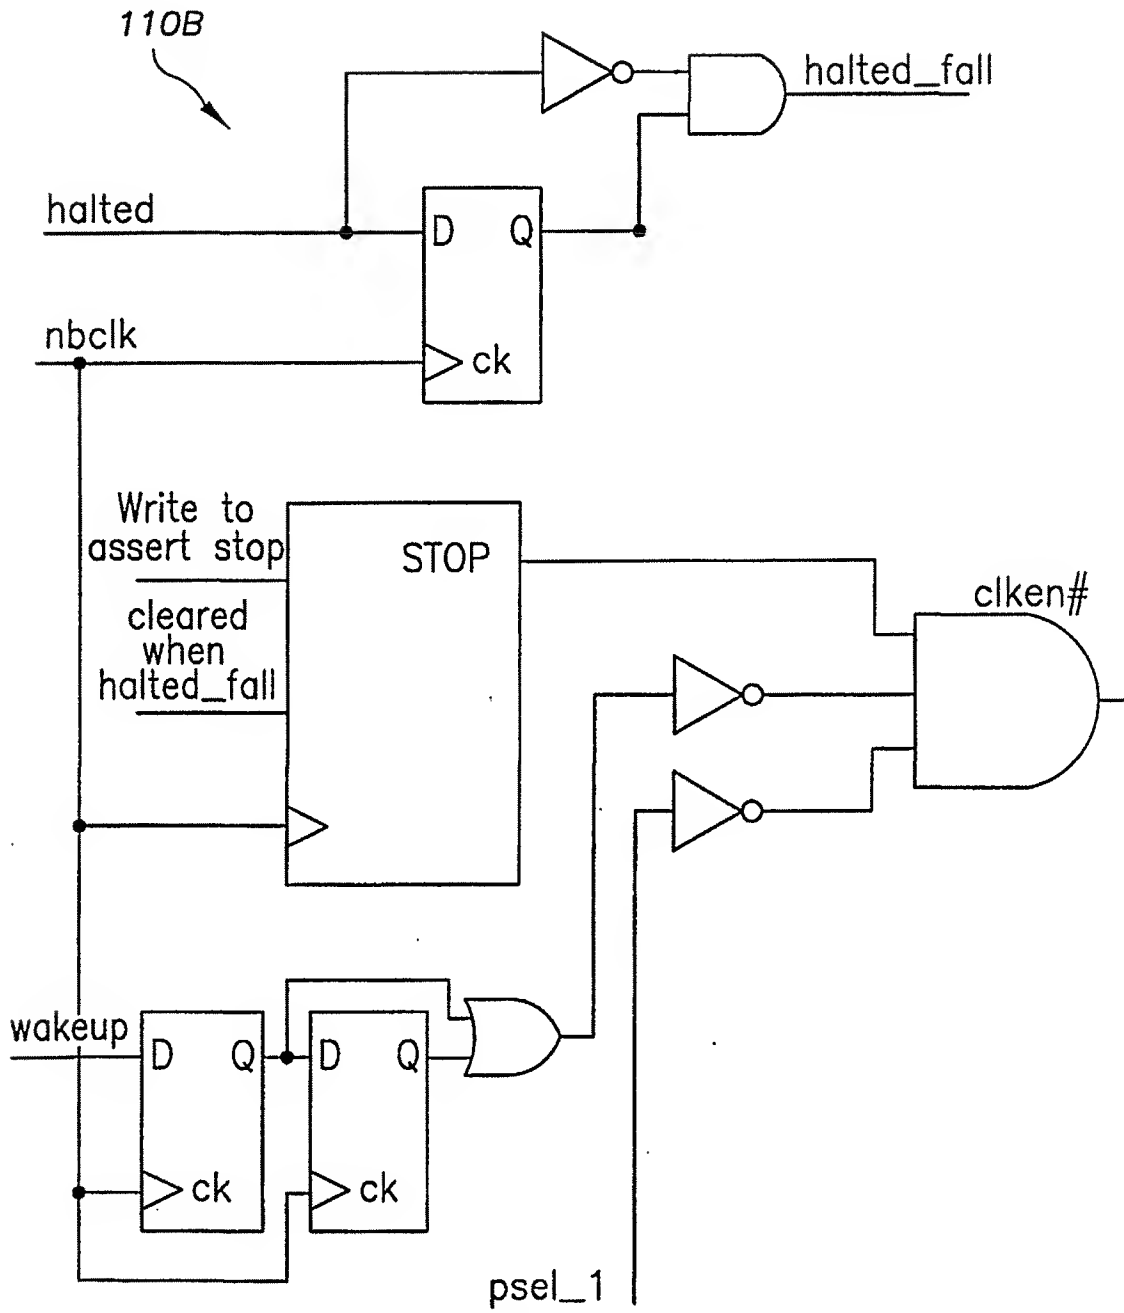 110B
halted_fall
halted
D Q
nbclk
ck
Write to
assert stop
STOP
clken#
cleared
when
halted_fall
wakeup
D Q D Q
ck ck
psel_1